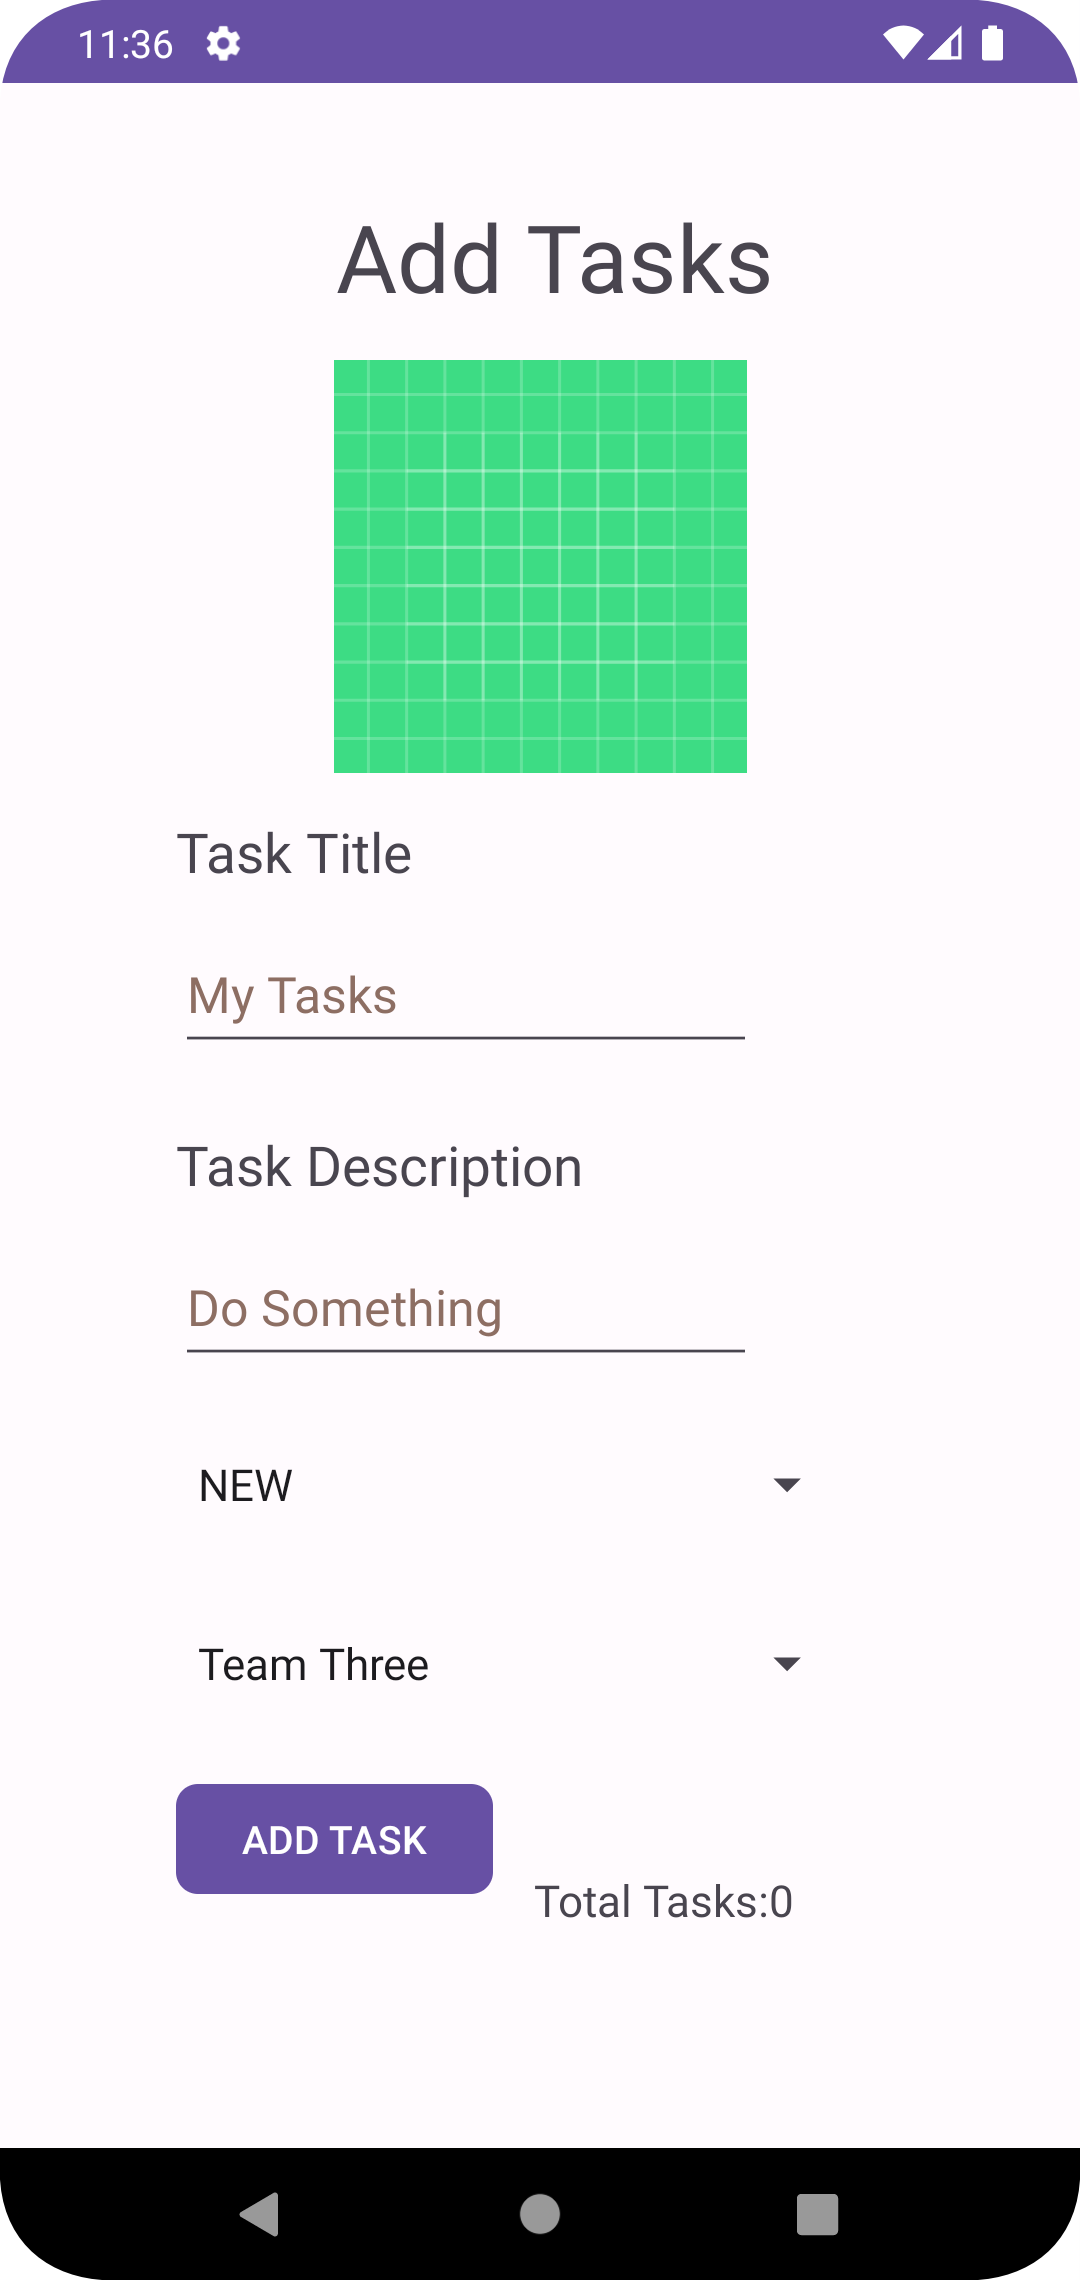 11:36
Add Tasks
Task Title
My Tasks
Task Description
Do Something
NEW
Team Three
ADD TASK
Total Tasks:0